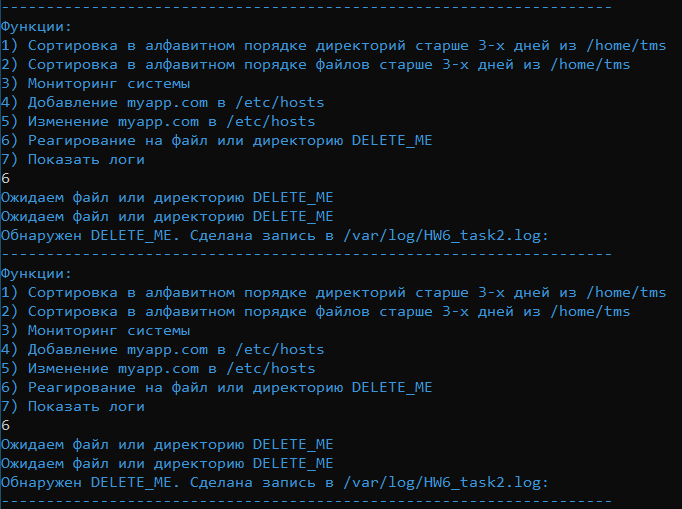 --------------------------------------------------------------------
Функции:
1) Сортировка в алфавитном порядке директорий старше 3-х дней из /home/tms
2) Сортировка в алфавитном порядке файлов старше 3-х дней из /home/tms
3) Мониторинг системы
4) Добавление myapp.com в /etc/hosts
5) Изменение myapp.com в /etc/hosts
6) Реагирование на файл или директорию DELETE_ME
7) Показать логи
6
Ожидаем файл или директорию DELETE_ME
Ожидаем файл или директорию DELETE_ME
Обнаружен DELETE_ME. Сделана запись в /var/log/HW6_task2.log:
--------------------------------------------------------------------
Функции:
1) Сортировка в алфавитном порядке директорий старше 3-х дней из /home/tms
2) Сортировка в алфавитном порядке файлов старше 3-х дней из /home/tms
3) Мониторинг системы
4) Добавление myapp.com в /etc/hosts
5) Изменение myapp.com в /etc/hosts
6) Реагирование на файл или директорию DELETE_ME
7) Показать логи
6
Ожидаем файл или директорию DELETE_ME
Ожидаем файл или директорию DELETE_ME
Обнаружен DELETE_ME. Сделана запись в /var/log/HW6_task2.log:
--------------------------------------------------------------------